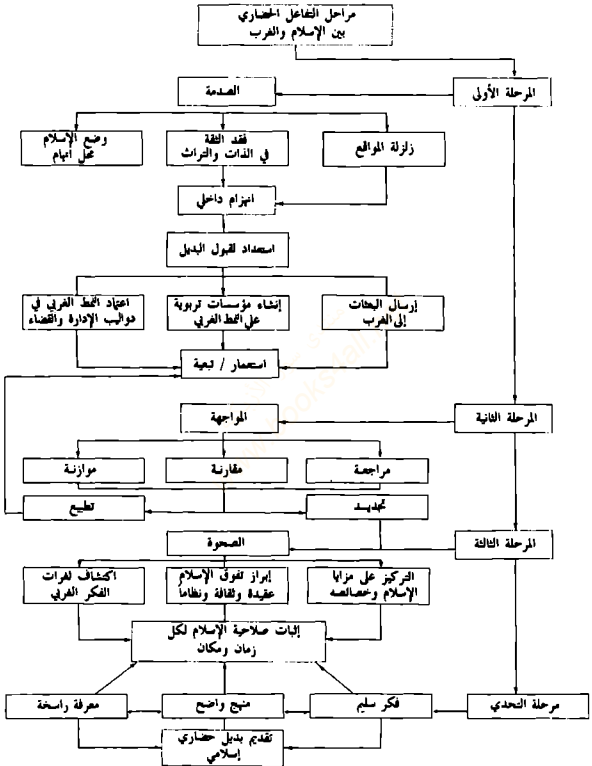 مراحل التفاعل الحضاري
بين الإسلام والغرب
المرحلة الأولى
الصدمة
زلزلة المواقع
فقد الثقة
في الذات والتراث
وضع الإسلام
محل اتهام
انهزام داخلي
استعداد لقبول البديل
إرسال البعثات
إلى الغرب
إنشاء مؤسسات تربوية
على النمط الغربي
اعتماد النمط الغربي في
دواليب الإدارة والقضاء
استعمار / تبعية
المرحلة الثانية
المواجهة
مراجعة
مقارنة
موازنة
تجديد
تطبيع
المرحلة الثالثة
الصحوة
التركيز على مزايا
الإسلام وخصائصه
إبراز تفوق الإسلام
عقيدة وثقافة ونظاماً
اكتشاف ثغرات
الفكر الغربي
إثبات صلاحية الإسلام لكل
زمان ومكان
مرحلة التحدي
فكر سليم
منهج واضح
معرفة راسخة
تقديم بديل حضاري
إسلامي